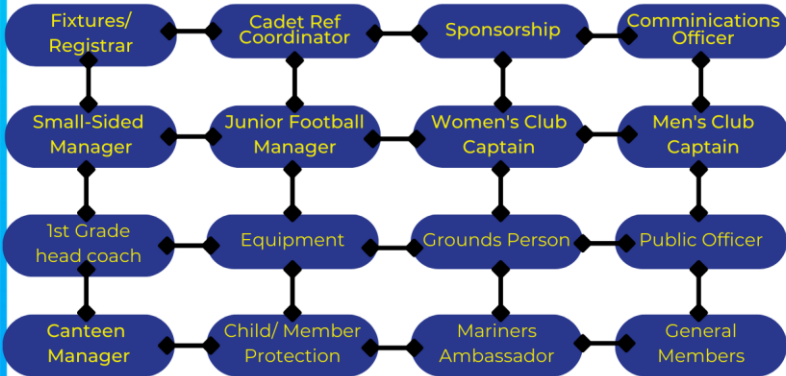 Fixtures/
Registrar
Cadet Ref
Coordinator
Sponsorship
Comminications
Officer
Small-Sided
Manager
Junior Football
Manager
Women's Club
Captain
Men's Club
Captain
1st Grade
head coach
Equipment
Grounds Person
Public Officer
Canteen
Manager
Child/ Member
Protection
Mariners
Ambassador
General
Members